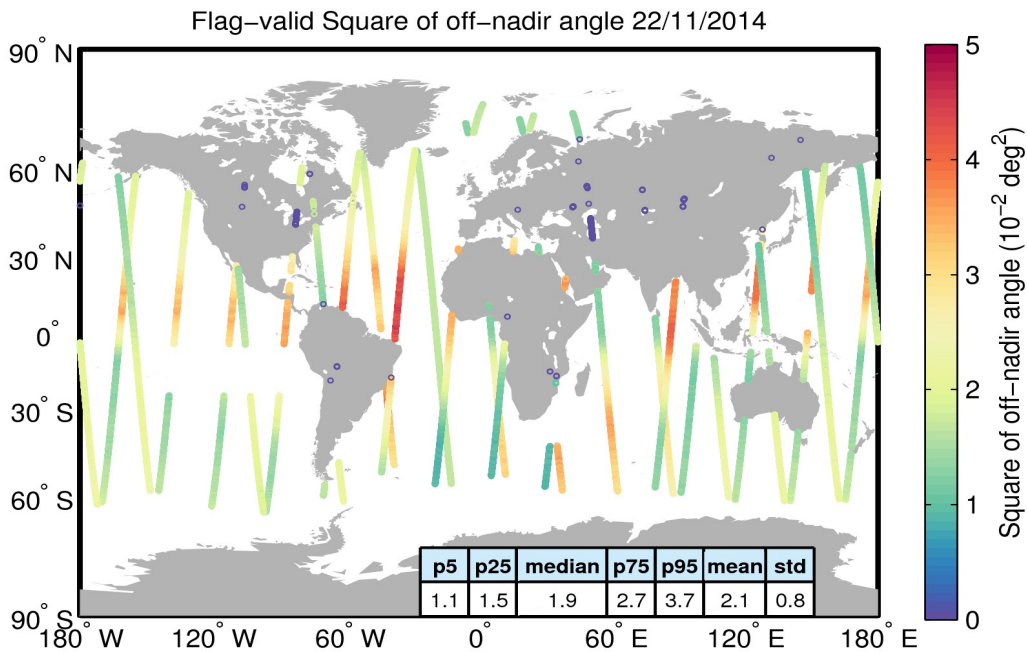 Flag−valid Square of off−nadir angle 22/11/2014
90° N
60° N
30° N
0°
30° S
60° S
90° S
180° W
120° W
60° W
0°
60° E
120° E
180° E
p5 p25 median p75 p95 mean std
1.1 1.5 1.9 2.7 3.7 2.1 0.8
5
4
3
2
1
0
Square of off−nadir angle (10⁻² deg²)